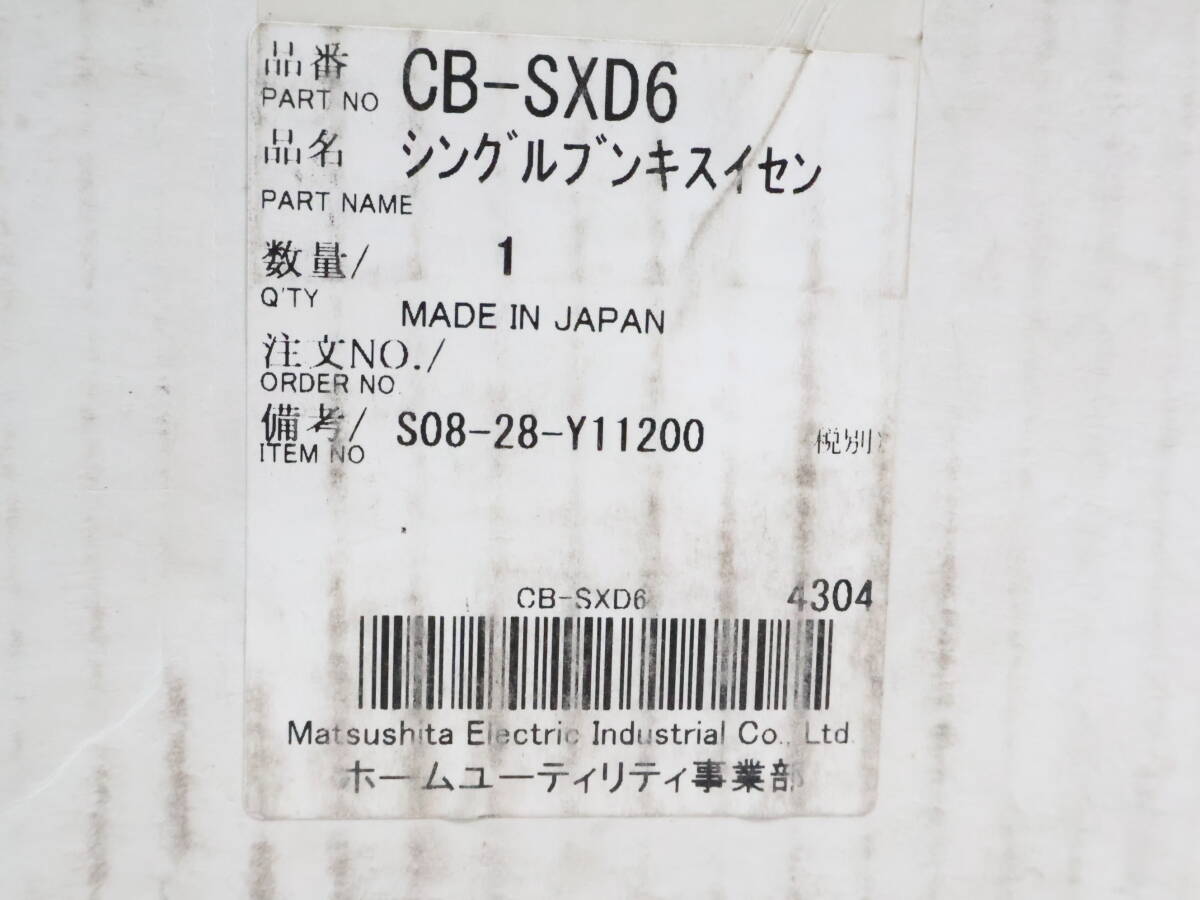 品番 CB-SXD6
PART NO
品名 シングルブンキスイセン
PART NAME
数量/ 1
Q'TY
MADE IN JAPAN
注文NO./
ORDER NO.
備考/ S08-28-Y11200 税別)
ITEM NO
CB-SXD6 4304
Matsushita Electric Industrial Co., Ltd.
ホームユーティリティ事業部